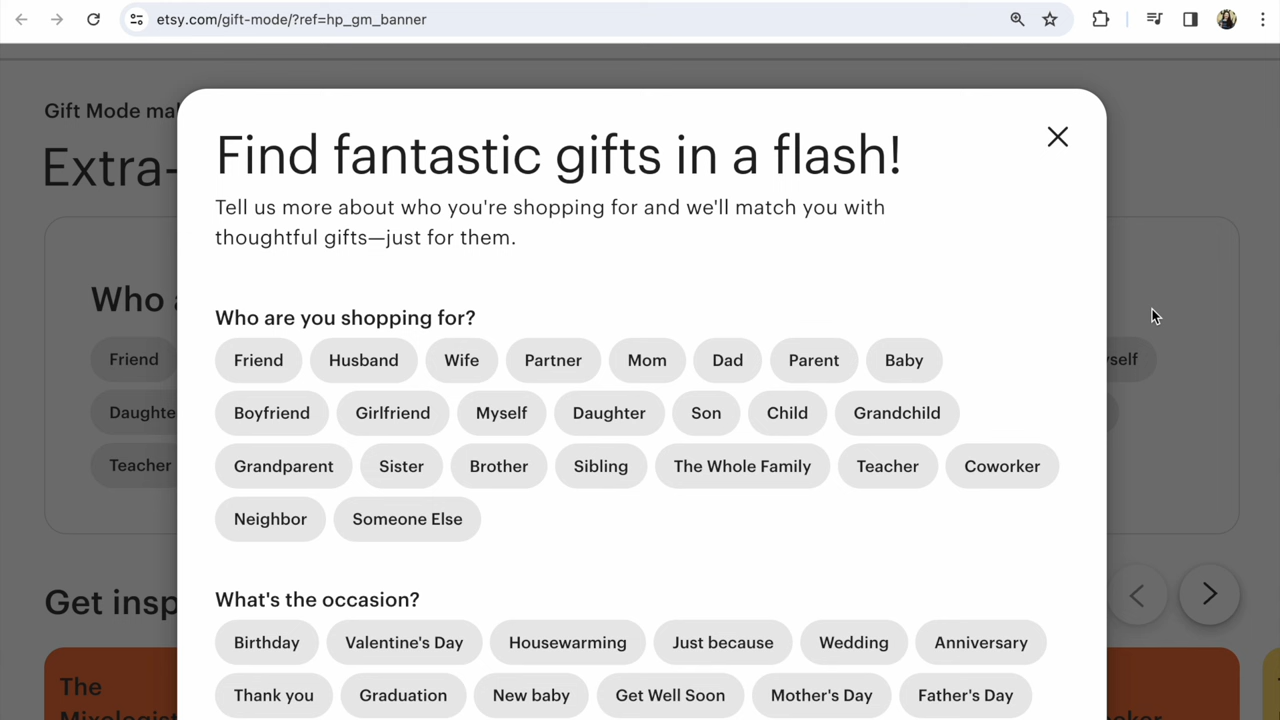 etsy.com/gift-mode/?ref=hp_gm_banner
Gift Mode mal
Extra-
Find fantastic gifts in a flash!
Tell us more about who you're shopping for and we'll match you with
thoughtful gifts—just for them.
Who a
Who are you shopping for?
Friend
Friend Husband Wife Partner Mom Dad Parent Baby
yself
Daughte
Boyfriend Girlfriend Myself Daughter Son Child Grandchild
Teacher
Grandparent Sister Brother Sibling The Whole Family Teacher Coworker
Neighbor Someone Else
Get insp
What's the occasion?
Birthday Valentine's Day Housewarming Just because Wedding Anniversary
The
Thank you Graduation New baby Get Well Soon Mother's Day Father's Day
Mixologist